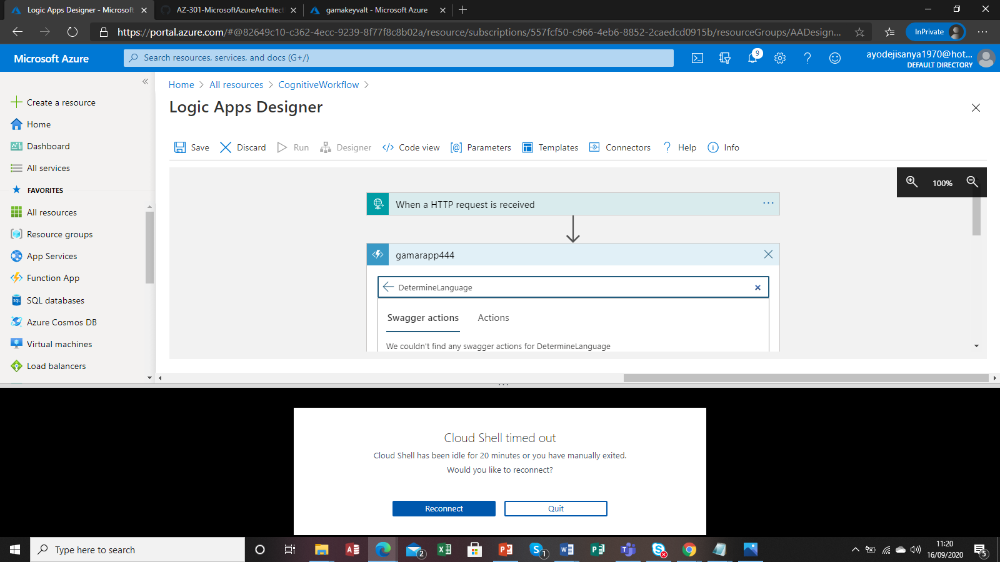 Logic Apps Designer - Microsoft
AZ-301-MicrosoftAzureArchitect
gamakeyvalt - Microsoft Azure
https://portal.azure.com/#@82649c10-c362-4ecc-9239-8f77f8c8b02a/resource/subscriptions/557fcf50-c966-4eb6-8852-2caedcd0915b/resourceGroups/AADesign...
InPrivate
Microsoft Azure
Search resources, services, and docs (G+/)
9
ayodejisanya1970@hot...
DEFAULT DIRECTORY
Create a resource
Home
Dashboard
All services
FAVORITES
All resources
Resource groups
App Services
Function App
SQL databases
Azure Cosmos DB
Virtual machines
Load balancers
Home > All resources > CognitiveWorkflow >
Logic Apps Designer
Save
Discard
Run
Designer
Code view
Parameters
Templates
Connectors
Help
Info
100%
When a HTTP request is received
gamarapp444
DetermineLanguage
Swagger actions
Actions
We couldn't find any swagger actions for DetermineLanguage
Cloud Shell timed out
Cloud Shell has been idle for 20 minutes or you have manually exited.
Would you like to reconnect?
Reconnect
Quit
Type here to search
2
1
11:20
16/09/2020
5